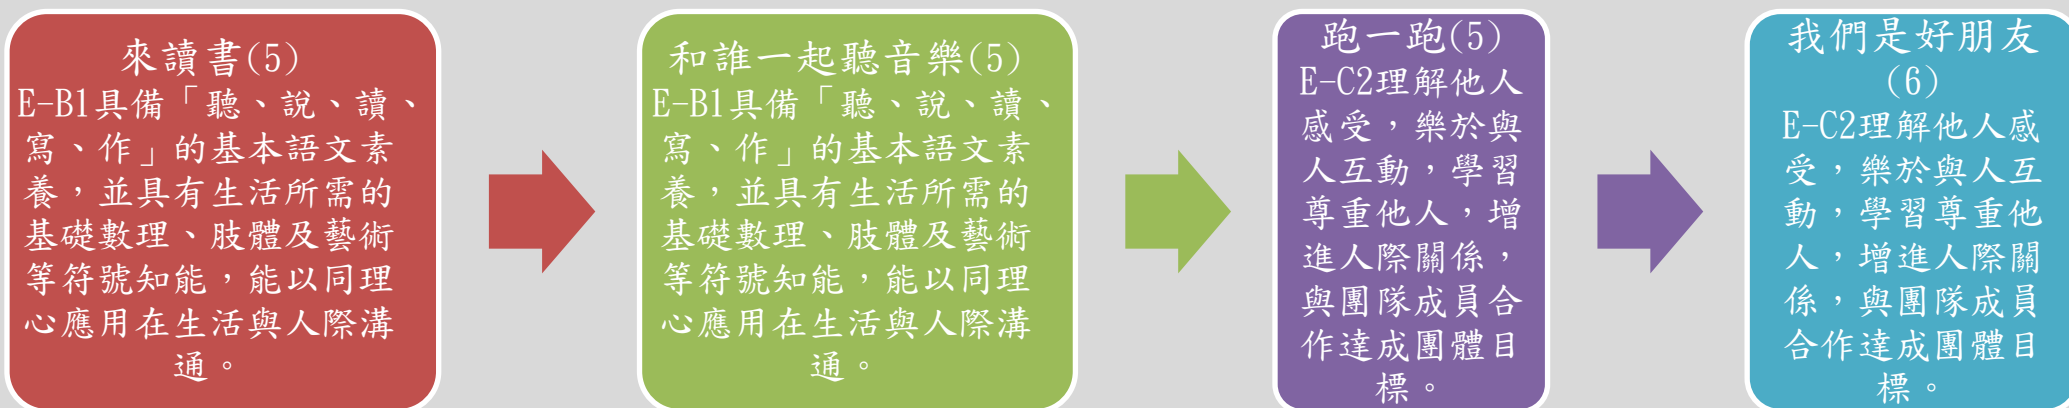 來讀書(5)
E-B1具備「聽、說、讀、
寫、作」的基本語文素
養，並具有生活所需的
基礎數理、肢體及藝術
等符號知能，能以同理
心應用在生活與人際溝
通。
和誰一起聽音樂(5)
E-B1具備「聽、說、讀、
寫、作」的基本語文素
養，並具有生活所需的
基礎數理、肢體及藝術
等符號知能，能以同理
心應用在生活與人際溝
通。
跑一跑(5)
E-C2理解他人
感受，樂於與
人互動，學習
尊重他人，增
進人際關係，
與團隊成員合
作達成團體目
標。
我們是好朋友
(6)
E-C2理解他人感
受，樂於與人互
動，學習尊重他
人，增進人際關
係，與團隊成員
合作達成團體目
標。